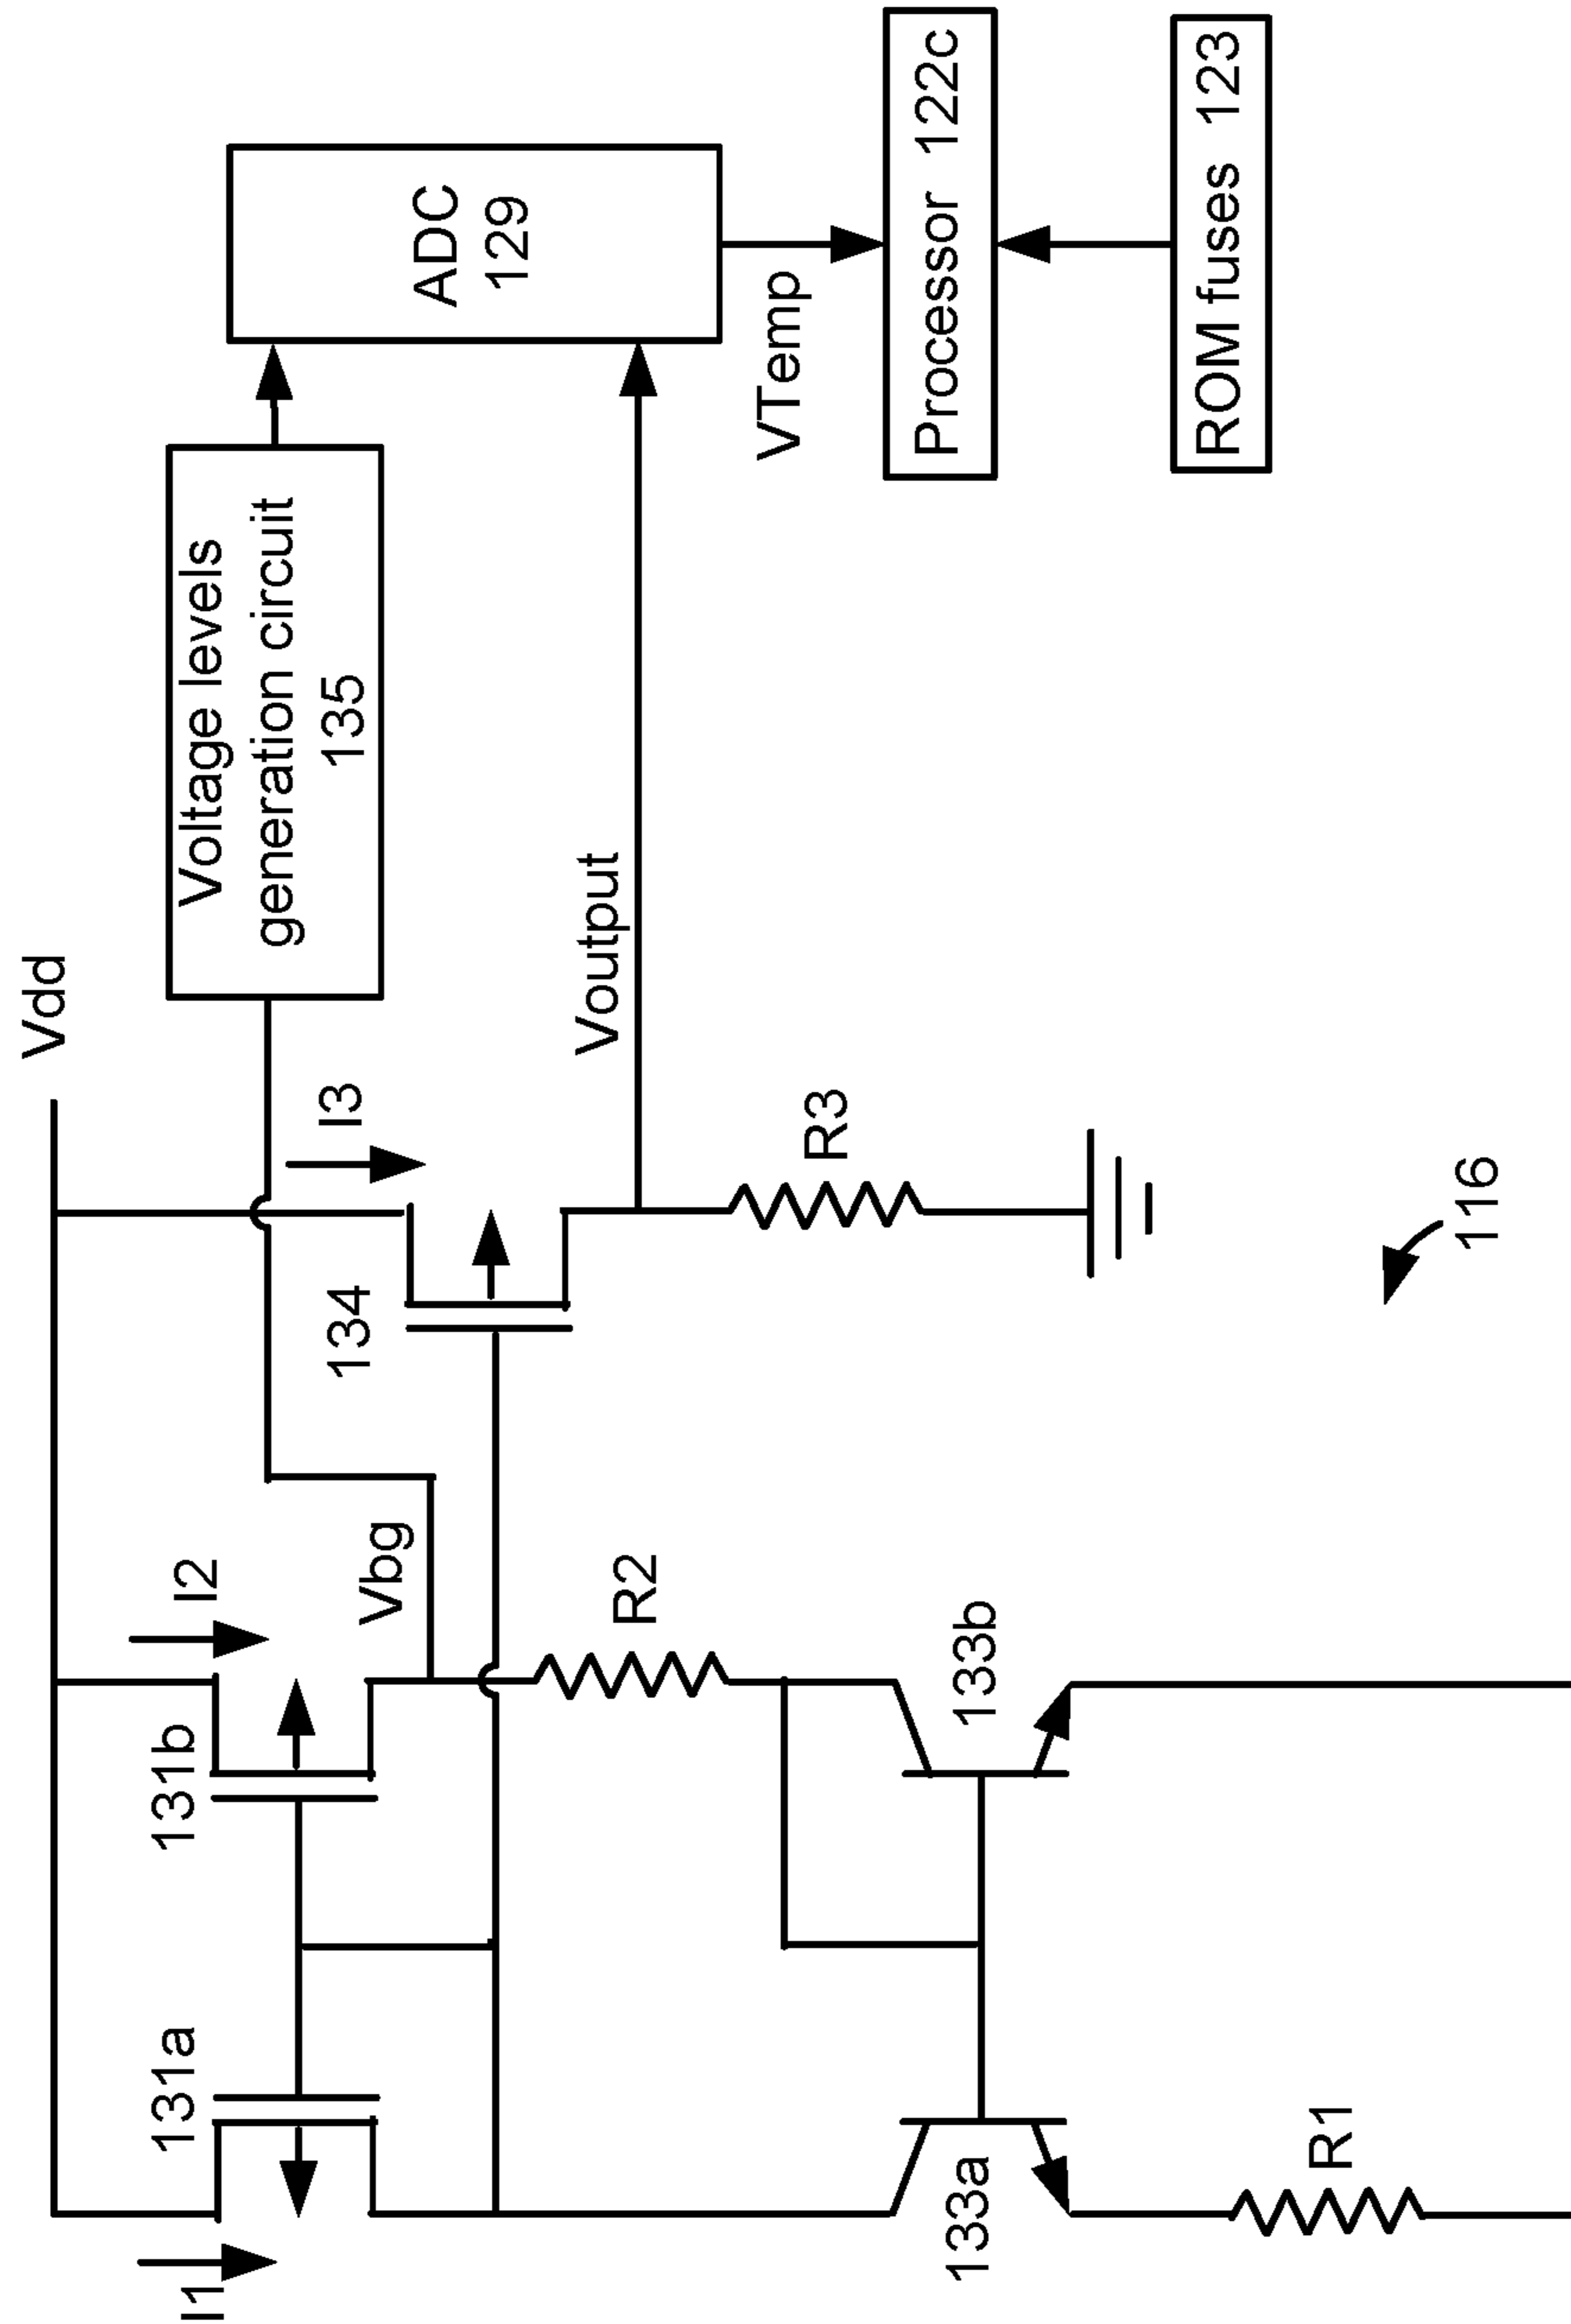 Vdd
I1
131a
131b
I2
Vbg
134
I3
Voltage levels
generation circuit
135
ADC
129
Voutput
VTemp
R2
R3
133a
133b
Processor 122c
R1
ROM fuses 123
116